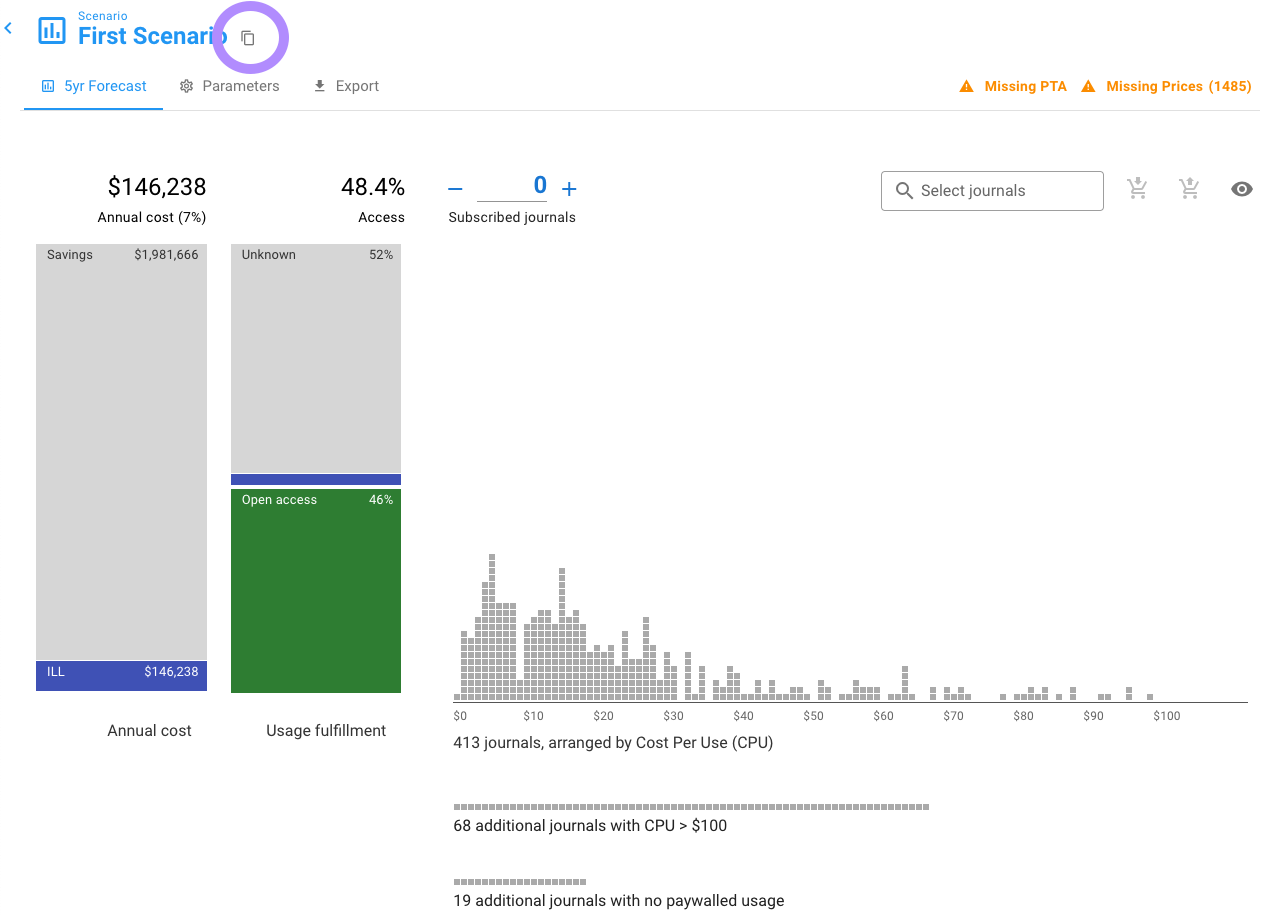 Scenario
First Scenario
5yr Forecast Parameters Export Missing PTA Missing Prices (1485)
$146,238 48.4% 0 Select journals
Annual cost (7%) Access Subscribed journals
Savings $1,981,666 Unknown 52%
Open access 46%
ILL $146,238
$0 $10 $20 $30 $40 $50 $60 $70 $80 $90 $100
Annual cost Usage fulfillment
413 journals, arranged by Cost Per Use (CPU)
68 additional journals with CPU > $100
19 additional journals with no paywalled usage